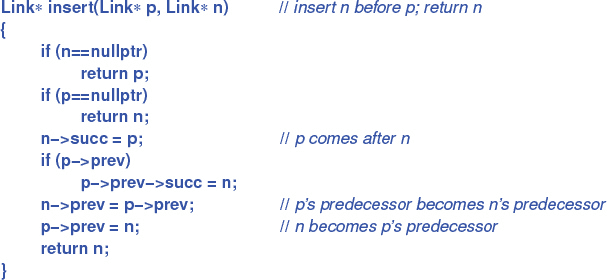 Link* insert(Link* p, Link* n) // insert n before p; return n
{
if (n==nullptr)
return p;
if (p==nullptr)
return n;
n–>succ = p; // p comes after n
if (p–>prev)
p–>prev–>succ = n;
n–>prev = p–>prev; // p’s predecessor becomes n’s predecessor
p–>prev = n; // n becomes p’s predecessor
return n;
}